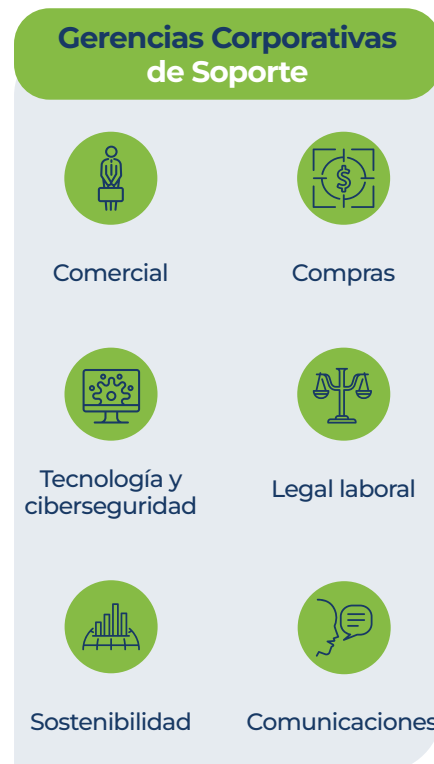 Gerencias Corporativas
de Soporte
Comercial
Compras
Tecnología y
ciberseguridad
Legal laboral
Sostenibilidad
Comunicaciones